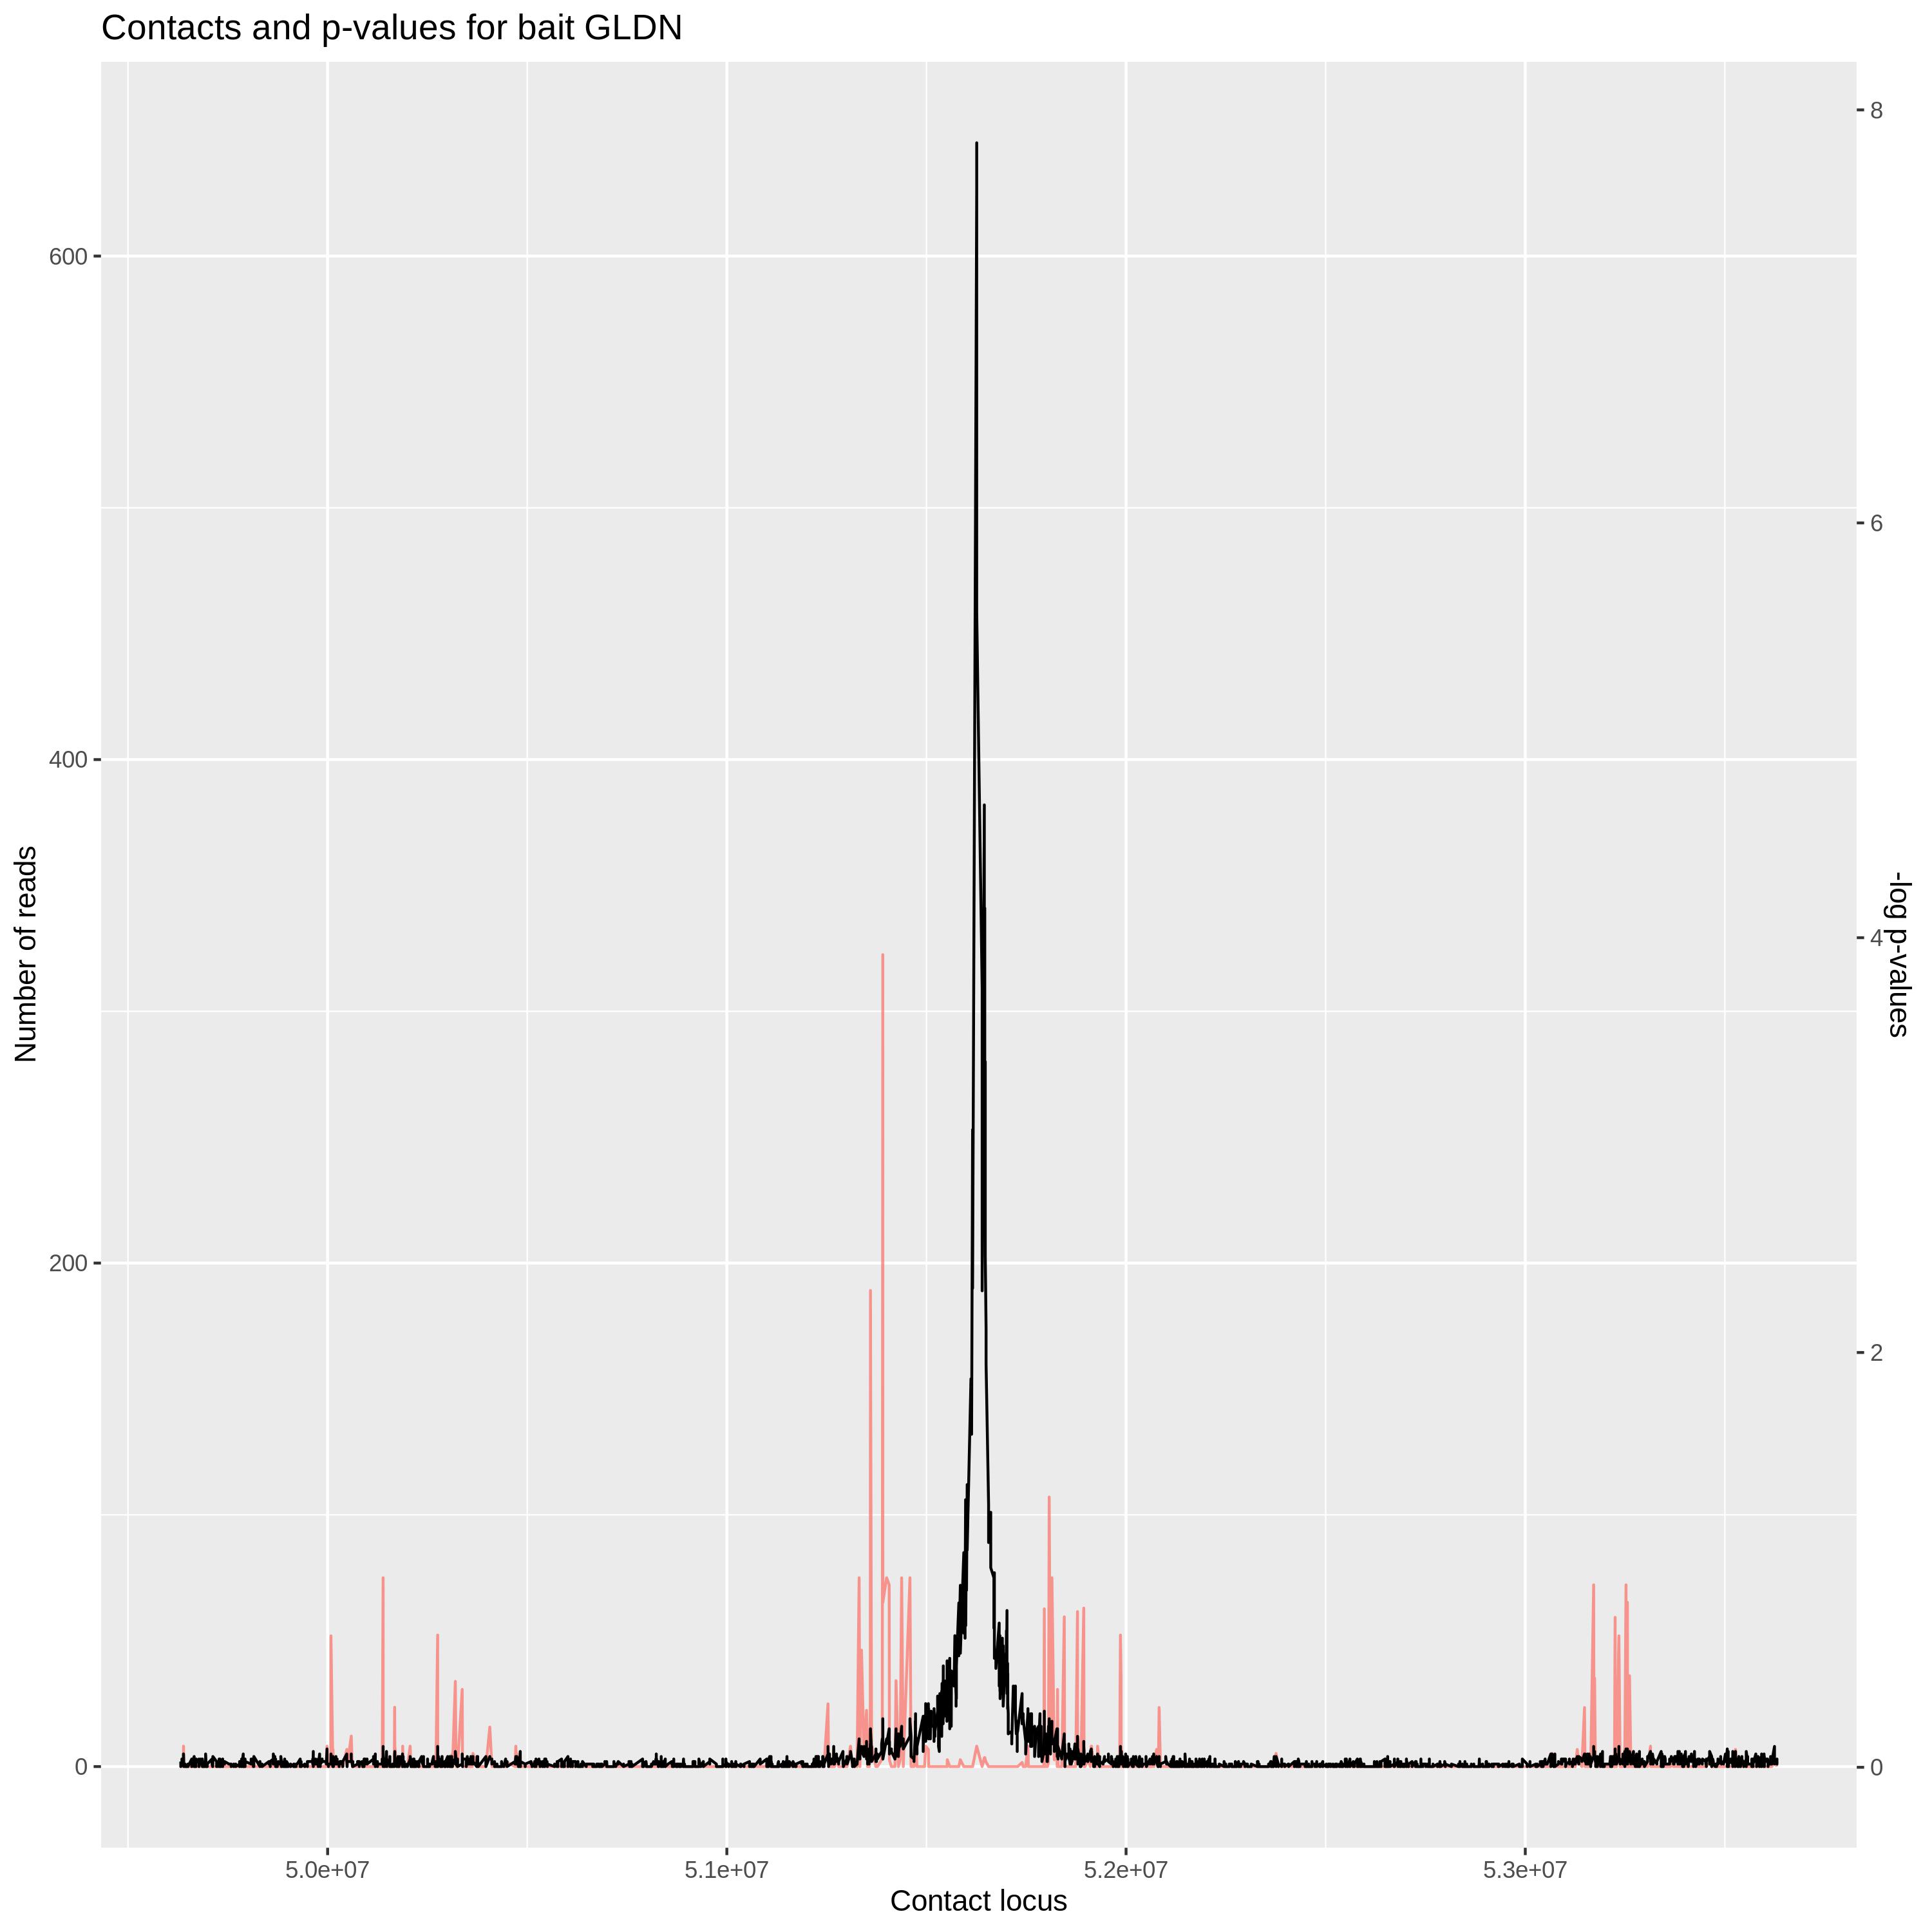 Contacts and p-values for bait GLDN
Number of reads
600
400
200
0
8
6
4
2
0
-log p-values
5.0e+07
5.1e+07
5.2e+07
5.3e+07
Contact locus